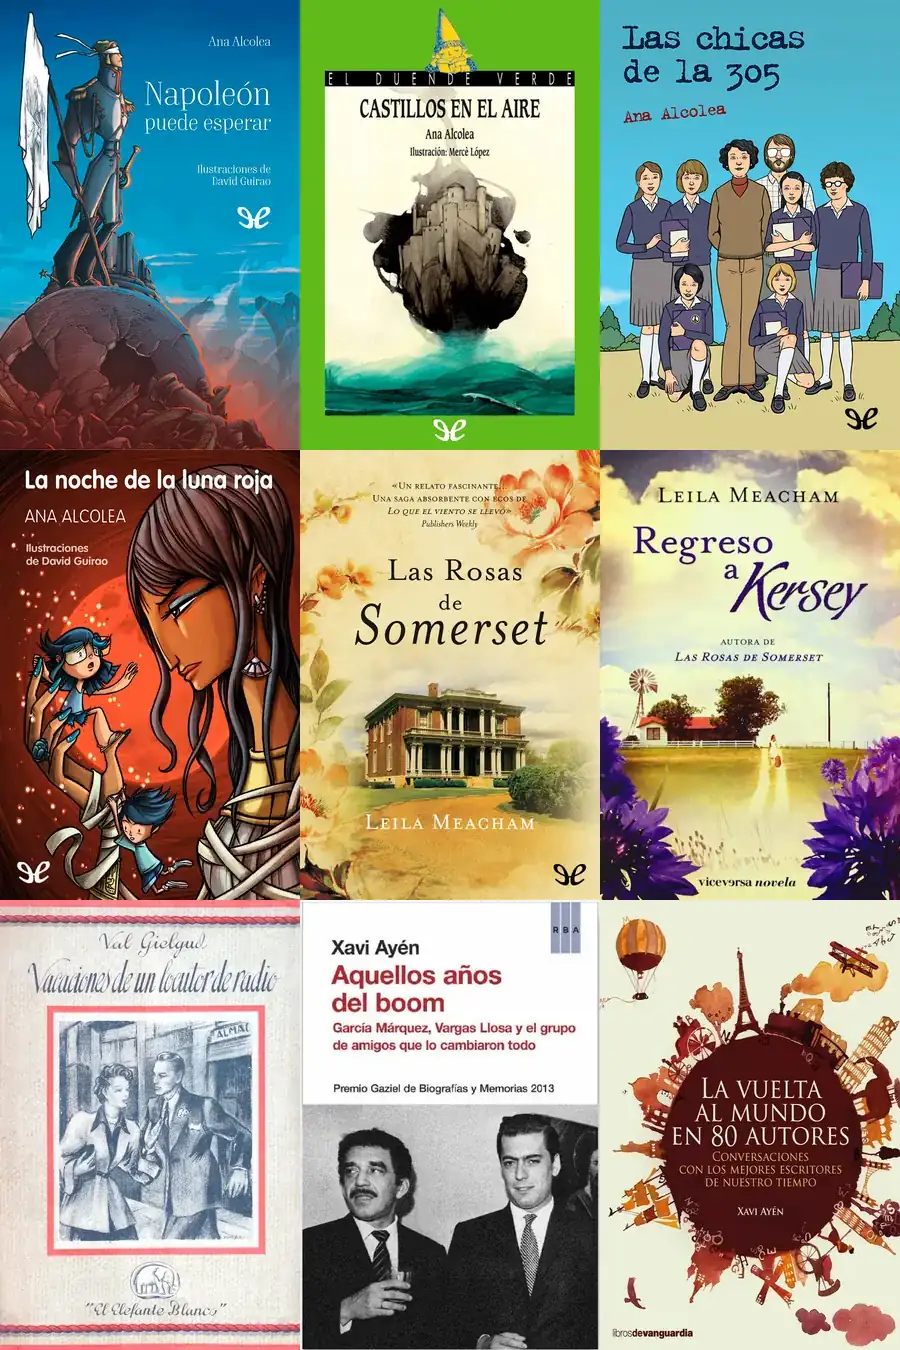 Ana Alcolea
Napoleón
puede esperar
Ilustraciones de
David Guirao
EL DUENDE VERDE
CASTILLOS EN EL AIRE
Ana Alcolea
Ilustración: Mercè López
Las chicas
de la 305
Ana Alcolea
La noche de la luna roja
ANA ALCOLEA
Ilustraciones
de David Guirao
«UN RELATO FASCINANTE...
UNA SAGA ABSORBENTE CON ECOS DE
LO QUE EL VIENTO SE LLEVÓ»
Publishers Weekly
Las Rosas
de
Somerset
LEILA MEACHAM
LEILA MEACHAM
Regreso
a
Kersey
AUTORA DE
LAS ROSAS DE SOMERSET
viceversa novela
Val Gielgud
Vacaciones de un locutor de radio
ALMAC
"El Elefante Blanco"
RBA
Xavi Ayén
Aquellos años
del boom
García Márquez, Vargas Llosa y el grupo
de amigos que lo cambiaron todo
Premio Gaziel de Biografías y Memorias 2013
LA VUELTA
AL MUNDO
EN 80 AUTORES
CONVERSACIONES
CON LOS MEJORES ESCRITORES
DE NUESTRO TIEMPO
XAVI AYÉN
librosdevanguardia